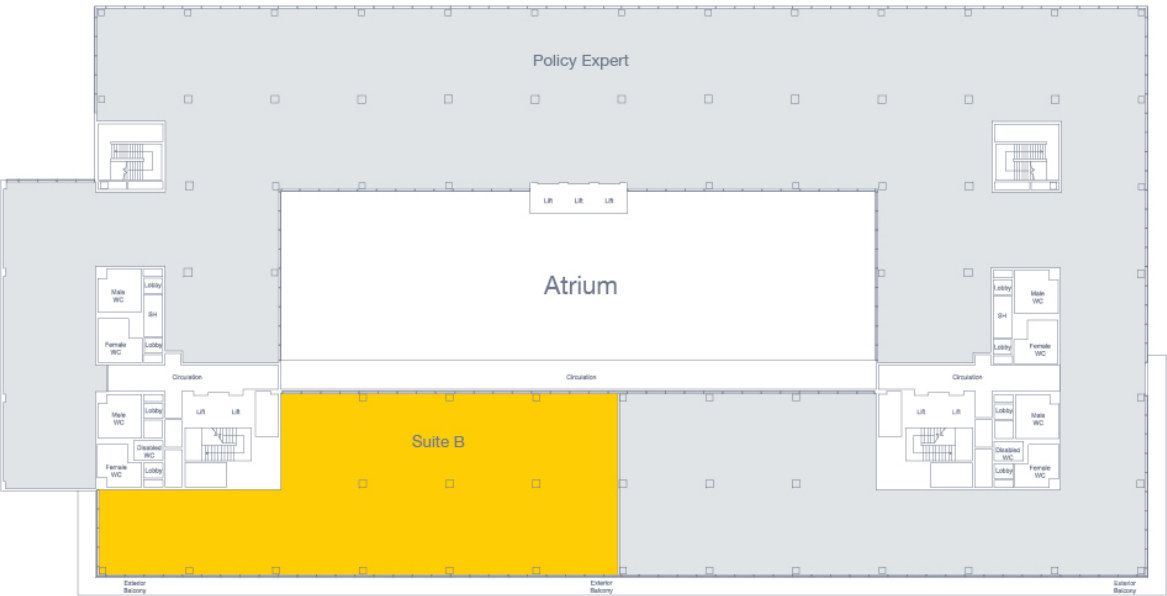 Policy Expert
Lift Lift Lift
Atrium
Male
WC
Lobby
BH
Female
WC
Lobby
Lobby
Male
WC
BH
Lobby
Female
WC
Circulation
Circulation
Circulation
Male
WC
Lobby
Lift Lift
Disabled
WC
Female
WC
Lobby
Suite B
Lift Lift
Lobby
Male
WC
Disabled
WC
Lobby
Female
WC
Exterior
Balcony
Exterior
Balcony
Exterior
Balcony